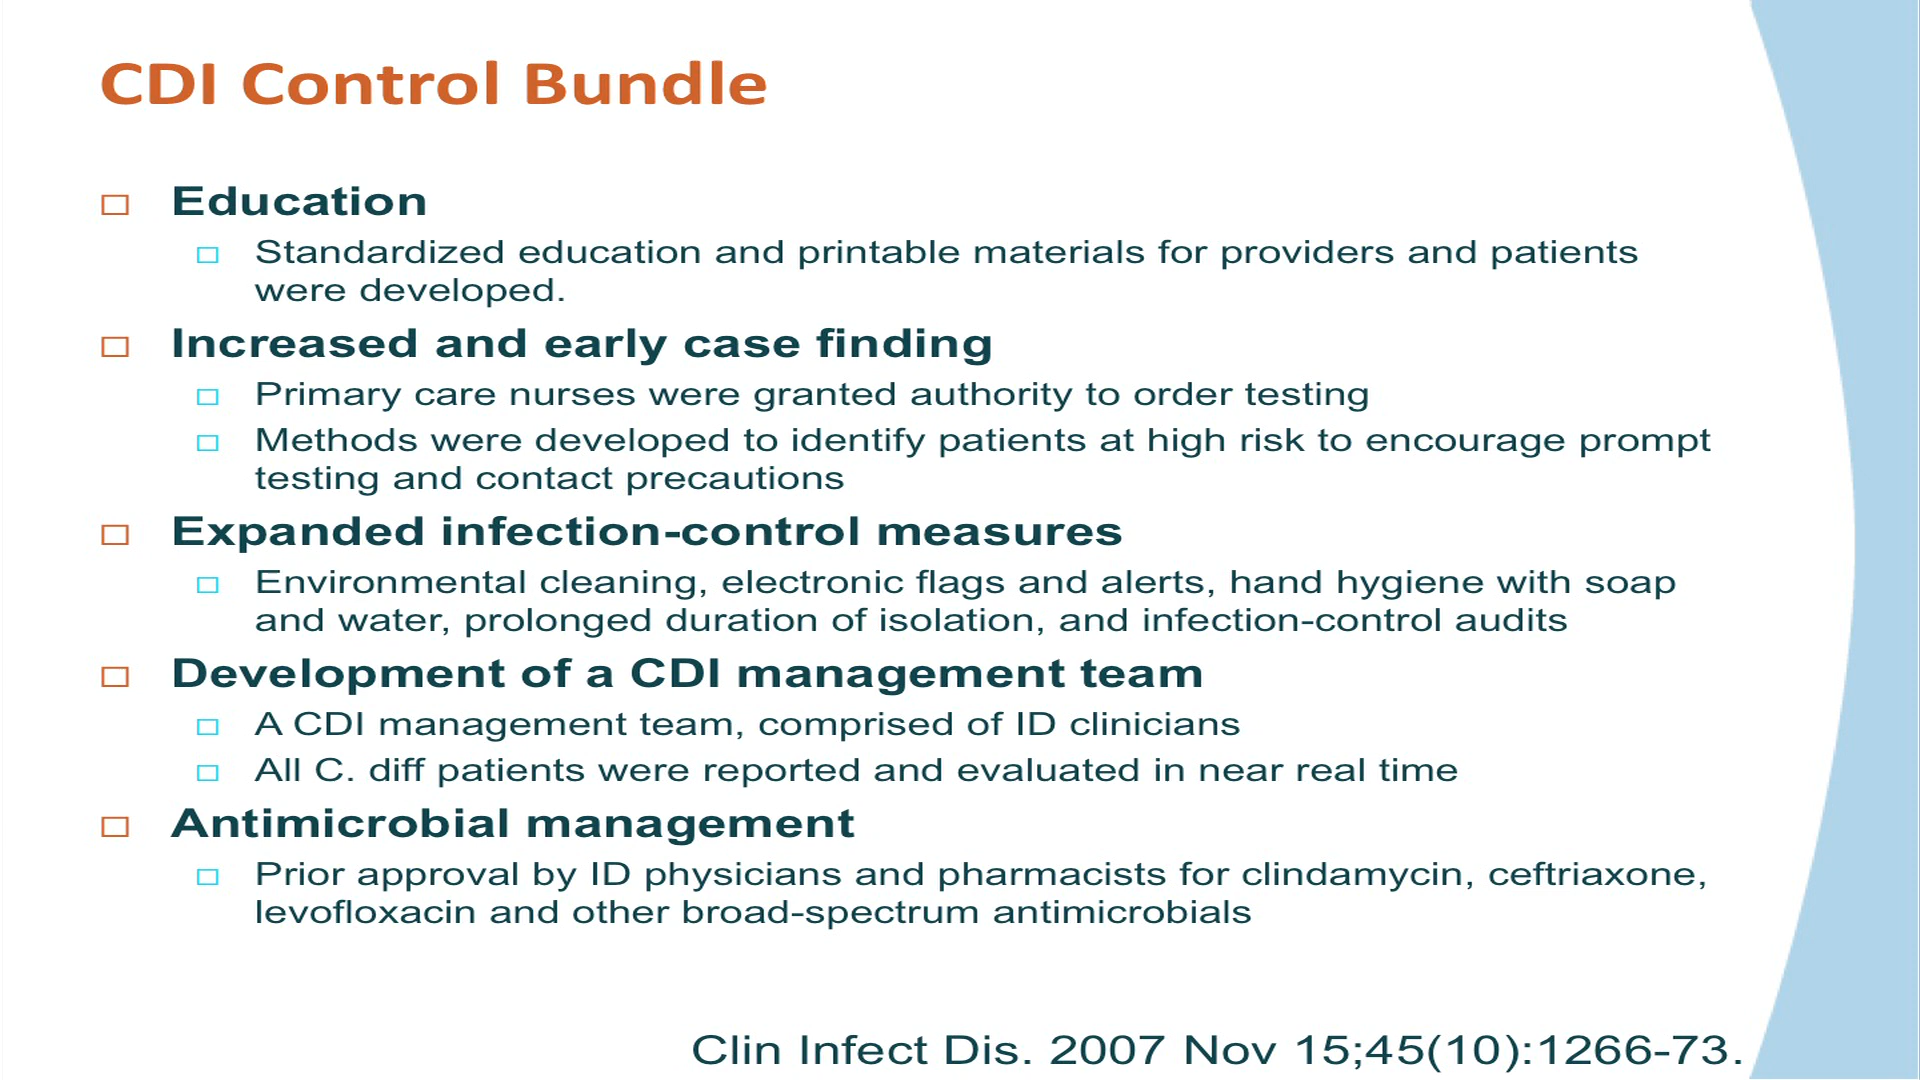 CDI Control Bundle
Education
Standardized education and printable materials for providers and patients
were developed.
Increased and early case finding
Primary care nurses were granted authority to order testing
Methods were developed to identify patients at high risk to encourage prompt
testing and contact precautions
Expanded infection-control measures
Environmental cleaning, electronic flags and alerts, hand hygiene with soap
and water, prolonged duration of isolation, and infection-control audits
Development of a CDI management team
A CDI management team, comprised of ID clinicians
All C. diff patients were reported and evaluated in near real time
Antimicrobial management
Prior approval by ID physicians and pharmacists for clindamycin, ceftriaxone,
levofloxacin and other broad-spectrum antimicrobials
Clin Infect Dis. 2007 Nov 15;45(10):1266-73.